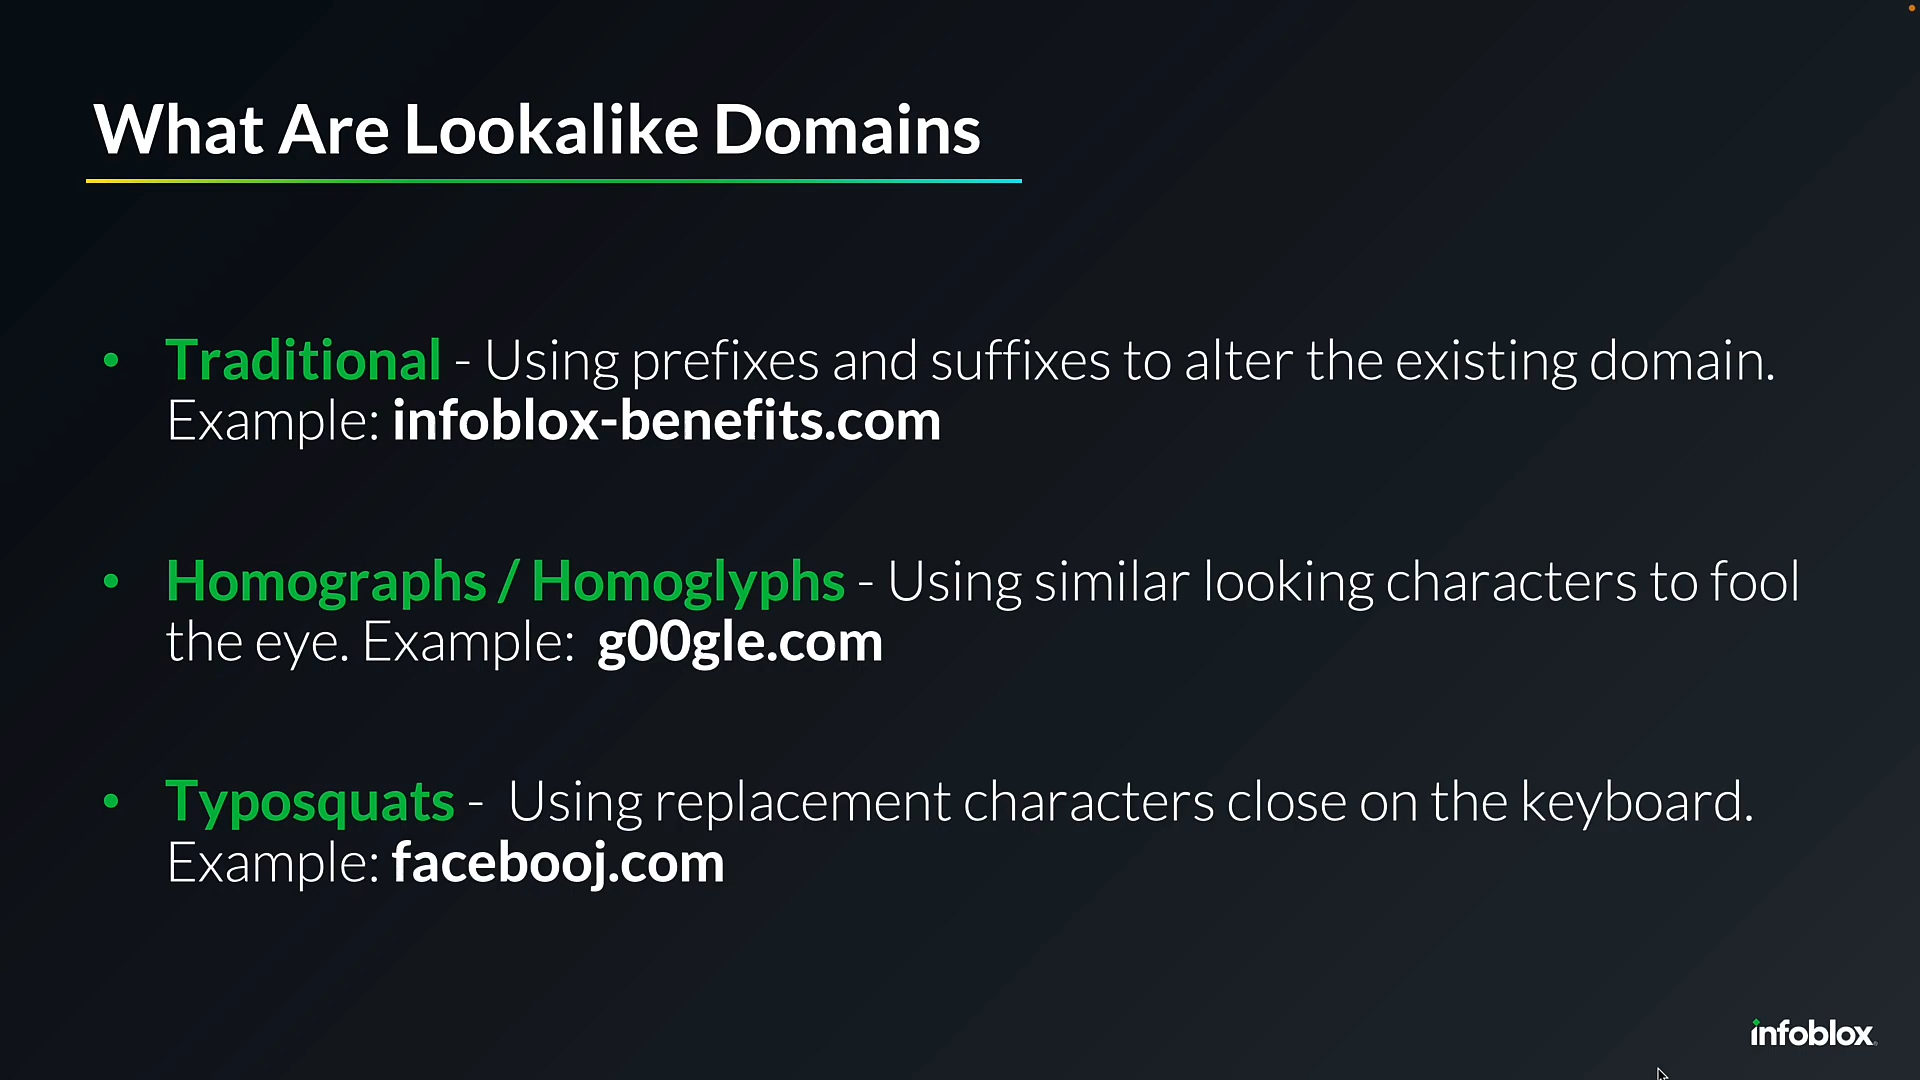 What Are Lookalike Domains
• Traditional - Using prefixes and suffixes to alter the existing domain.
Example: infoblox-benefits.com
• Homographs / Homoglyphs - Using similar looking characters to fool
the eye. Example:  g00gle.com
• Typosquats -  Using replacement characters close on the keyboard.
Example: facebooj.com
infoblox®